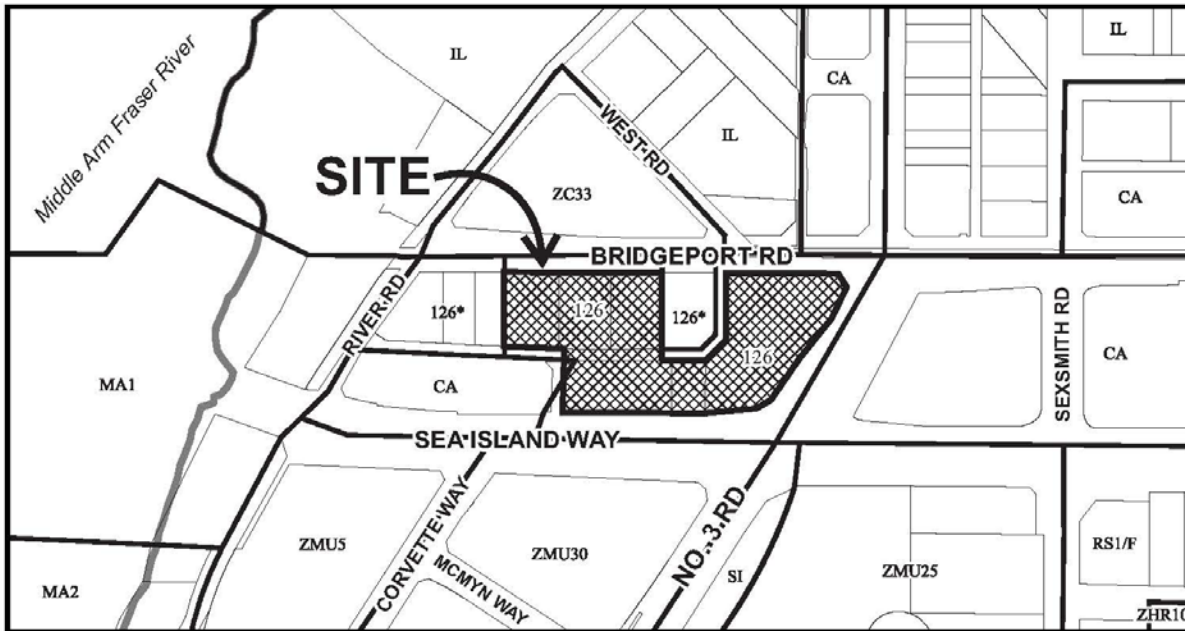 IL
IL
CA
Middle Arm Fraser River
WEST RD
IL
SITE
ZC33
CA
BRIDGEPORT RD
RIVER RD
126*
126
126*
126
SEXSMITH RD
CA
MA1
CA
SEA ISLAND WAY
CORVETTE WAY
NO. 3 RD
ZMU5
ZMU30
RS1/F
MCMYN WAY
SI
ZMU25
MA2
ZHR10